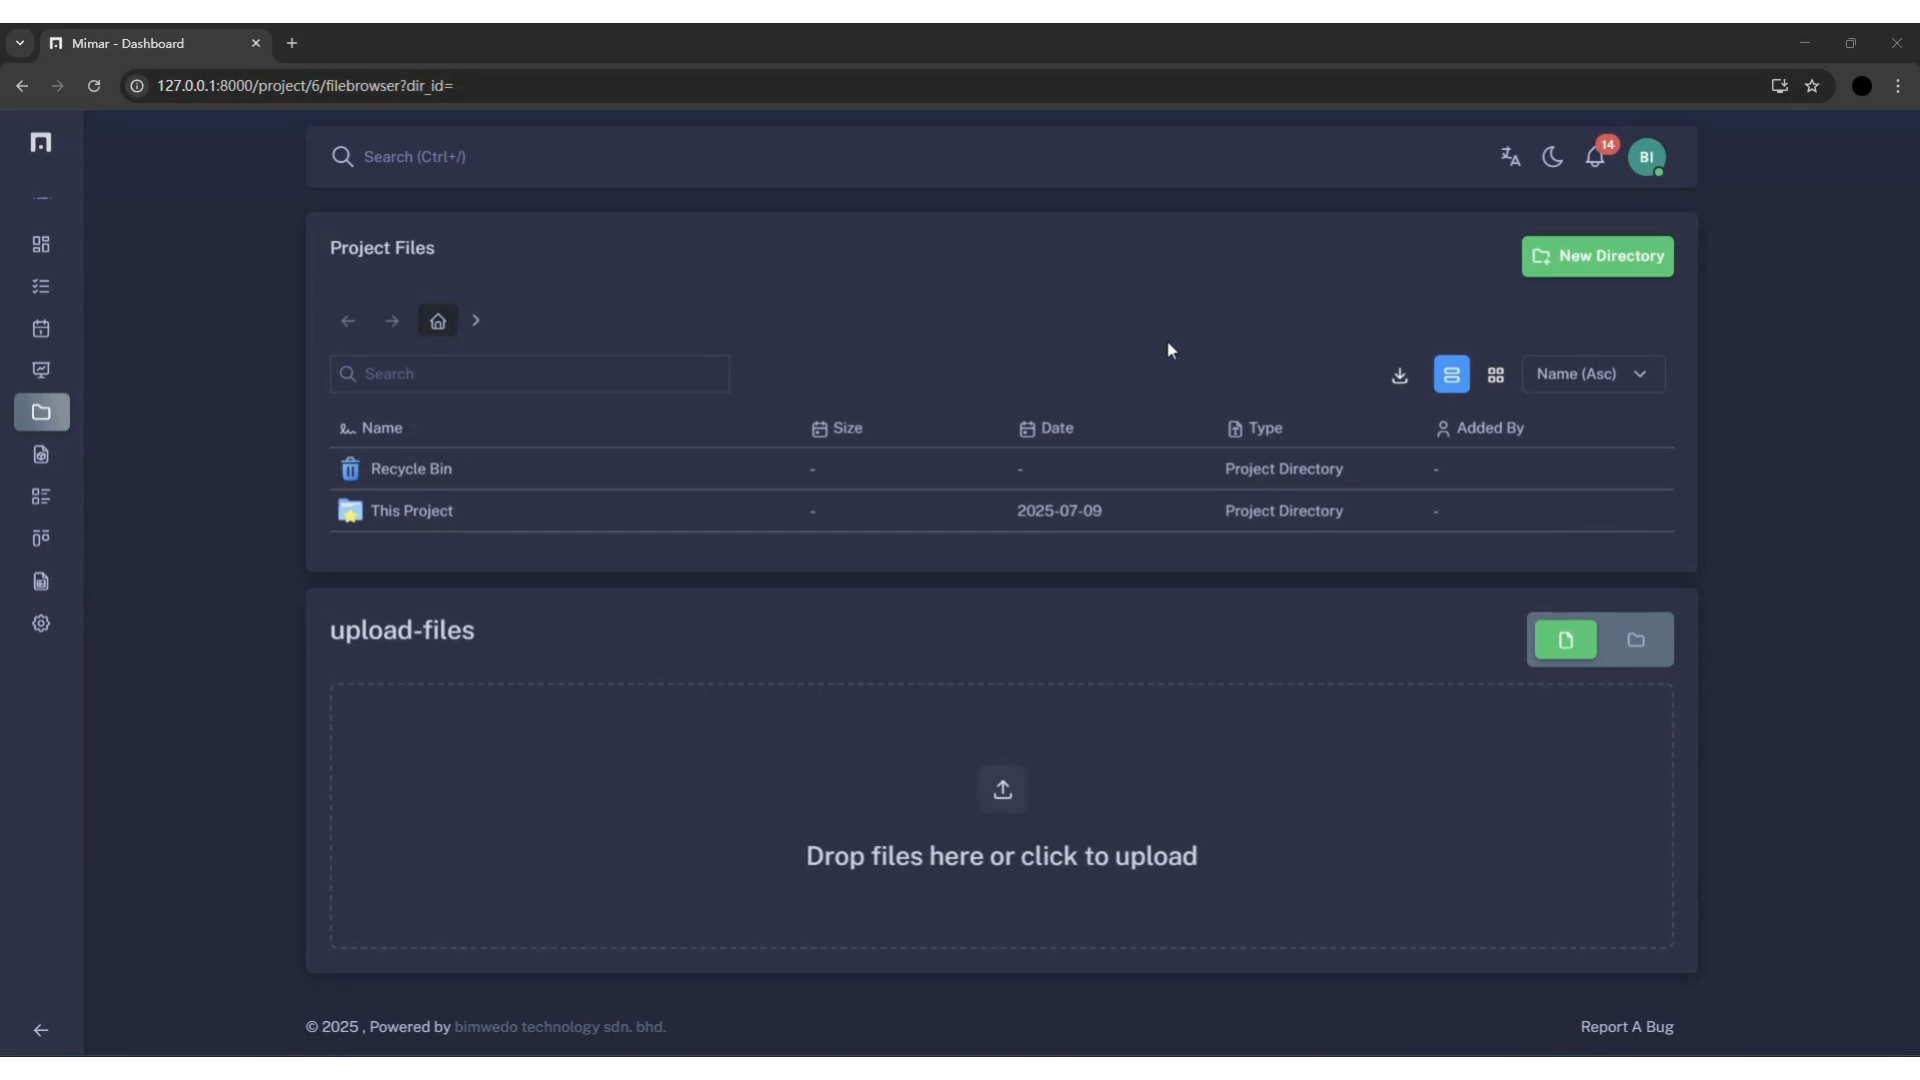 Mimar - Dashboard
127.0.0.1:8000/project/6/filebrowser?dir_id=
Search (Ctrl+/)
14
BI
Project Files
New Directory
Search
Name (Asc)
Name Size Date Type Added By
Recycle Bin - - Project Directory -
This Project - 2025-07-09 Project Directory -
upload-files
Drop files here or click to upload
© 2025 , Powered by bimwedo technology sdn. bhd.
Report A Bug